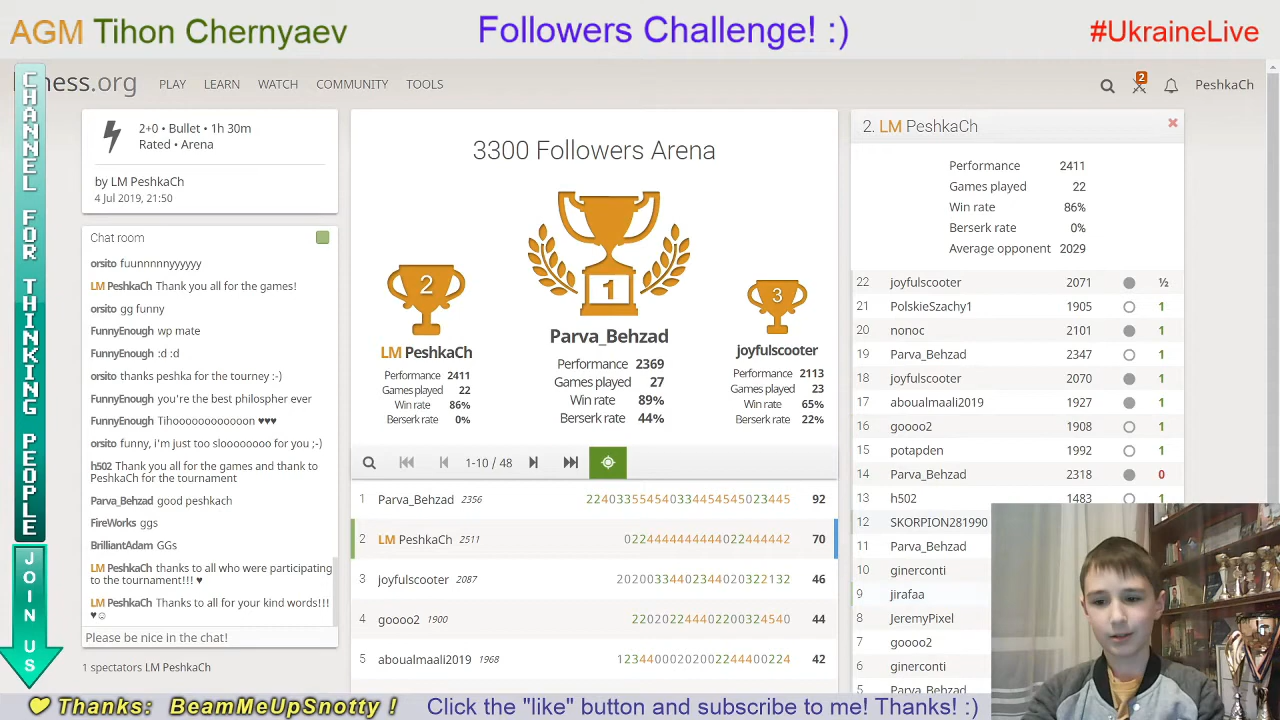 AGM Tihon Chernyaev
Followers Challenge! :)
#UkraineLive
CHANNEL FOR THINKING PEOPLE
JOIN US
ness.org
PLAY LEARN WATCH COMMUNITY TOOLS
2
PeshkaCh
2+0 • Bullet • 1h 30m
Rated • Arena
by LM PeshkaCh
4 Jul 2019, 21:50
Chat room
orsito fuunnnnnyyyyyy
LM PeshkaCh Thank you all for the games!
orsito gg funny
FunnyEnough wp mate
FunnyEnough :d :d
orsito thanks peshka for the tourney :-)
FunnyEnough you're the best philospher ever
FunnyEnough Tihoooooooooooon ♥♥♥
orsito funny, i'm just too slooooooooo for you ;-)
h502 Thank you all for the games and thank to
PeshKaCh for the tournament
Parva_Behzad good peshkach
FireWorks ggs
BrilliantAdam GGs
LM PeshkaCh thanks to all who were participating
to the tournament!!! ♥
LM PeshkaCh Thanks to all for your kind words!!!
♥☺
Please be nice in the chat!
1 spectators LM PeshkaCh
3300 Followers Arena
2
LM PeshkaCh
Performance 2411
Games played 22
Win rate 86%
Berserk rate 0%
1
Parva_Behzad
Performance 2369
Games played 27
Win rate 89%
Berserk rate 44%
3
joyfulscooter
Performance 2113
Games played 23
Win rate 65%
Berserk rate 22%
1-10 / 48
1 Parva_Behzad 2356 224033554540334454545023445 92
2 LM PeshkaCh 2511 0224444444444022444442 70
3 joyfulscooter 2087 20200334402344020322132 46
4 goooo2 1900 44
5 aboualmaali2019 1968 42
2. LM PeshkaCh
Performance 2411
Games played 22
Win rate 86%
Berserk rate 0%
Average opponent 2029
22 joyfulscooter 2071 ½
21 PolskieSzachy1 1905 1
20 nonoc 2101 1
19 Parva_Behzad 2347 1
18 joyfulscooter 2070 1
17 aboualmaali2019 1927 1
16 goooo2 1908 1
15 potapden 1992 1
14 Parva_Behzad 2318 0
13 h502 1483 1
12 SKORPION281990
11 Parva_Behzad
10 ginerconti
9 jirafaa
8 JeremyPixel
7 goooo2
6 ginerconti
5 Parva_Behzad
Thanks: BeamMeUpSnotty !
Click the "like" button and subscribe to me! Thanks! :)